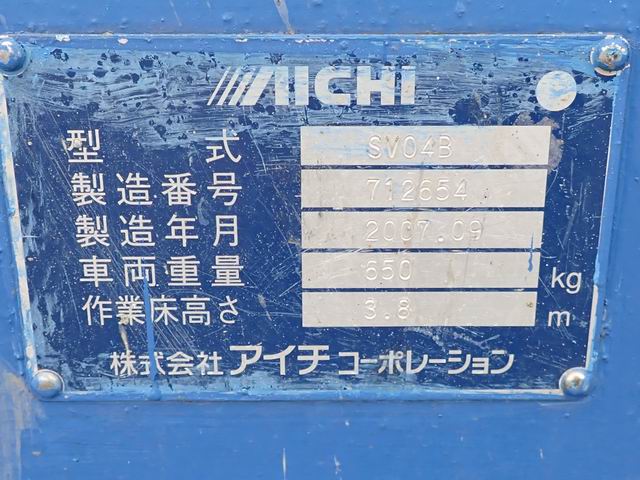 AICHI
型式 SV04B
製造番号 712654
製造年月 2007.09
車両重量 650 kg
作業床高さ 3.8 m
株式会社 アイチ コーポレーション